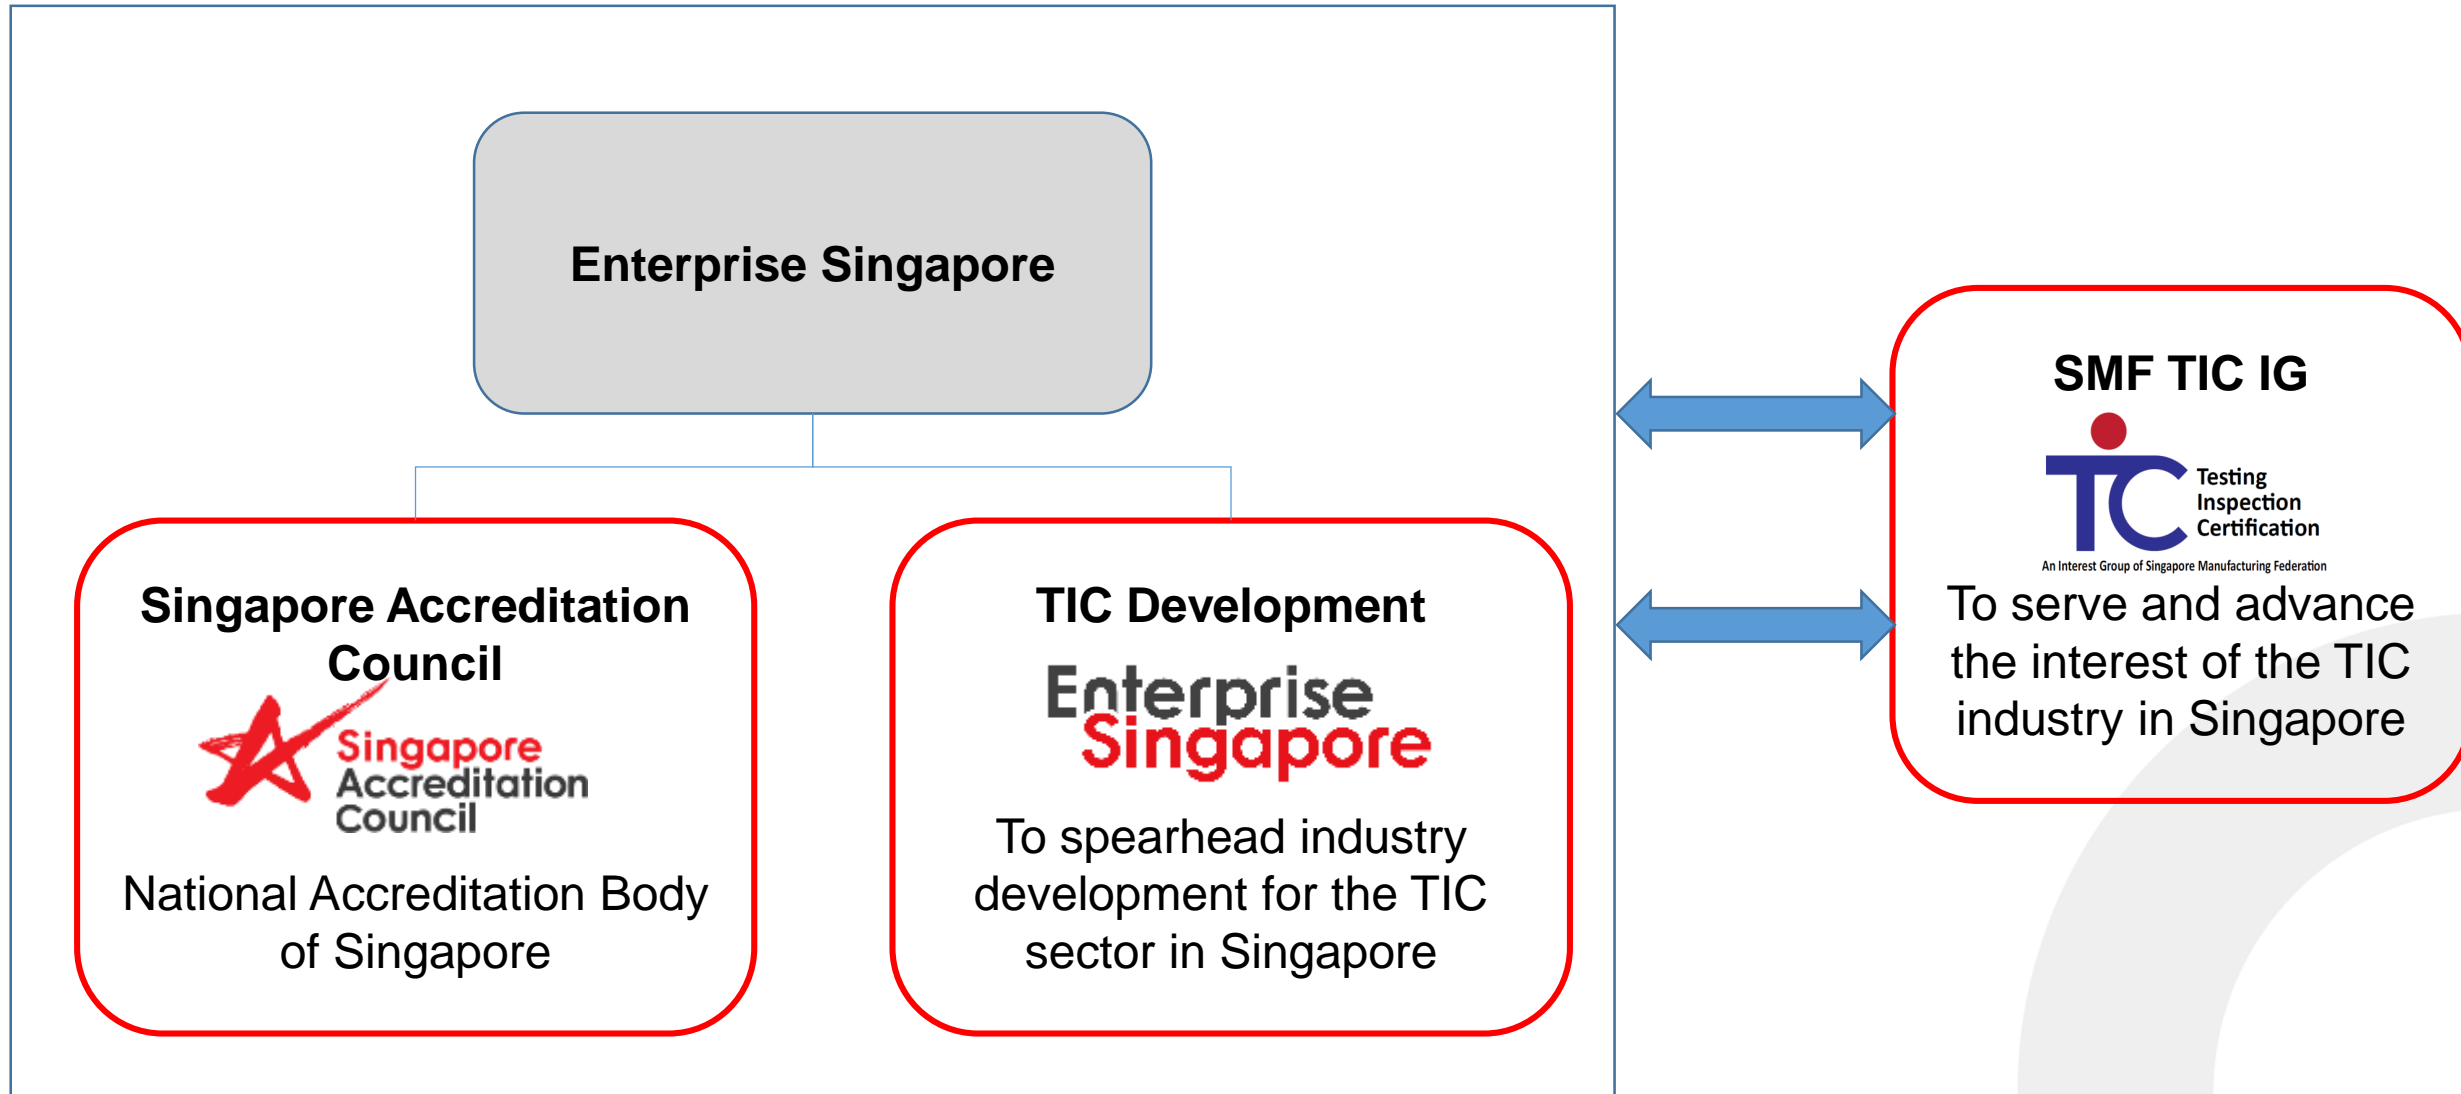 Enterprise Singapore
Singapore Accreditation
Council
Singapore
Accreditation
Council
National Accreditation Body
of Singapore
TIC Development
Enterprise
Singapore
To spearhead industry
development for the TIC
sector in Singapore
SMF TIC IG
TC
Testing
Inspection
Certification
An Interest Group of Singapore Manufacturing Federation
To serve and advance
the interest of the TIC
industry in Singapore